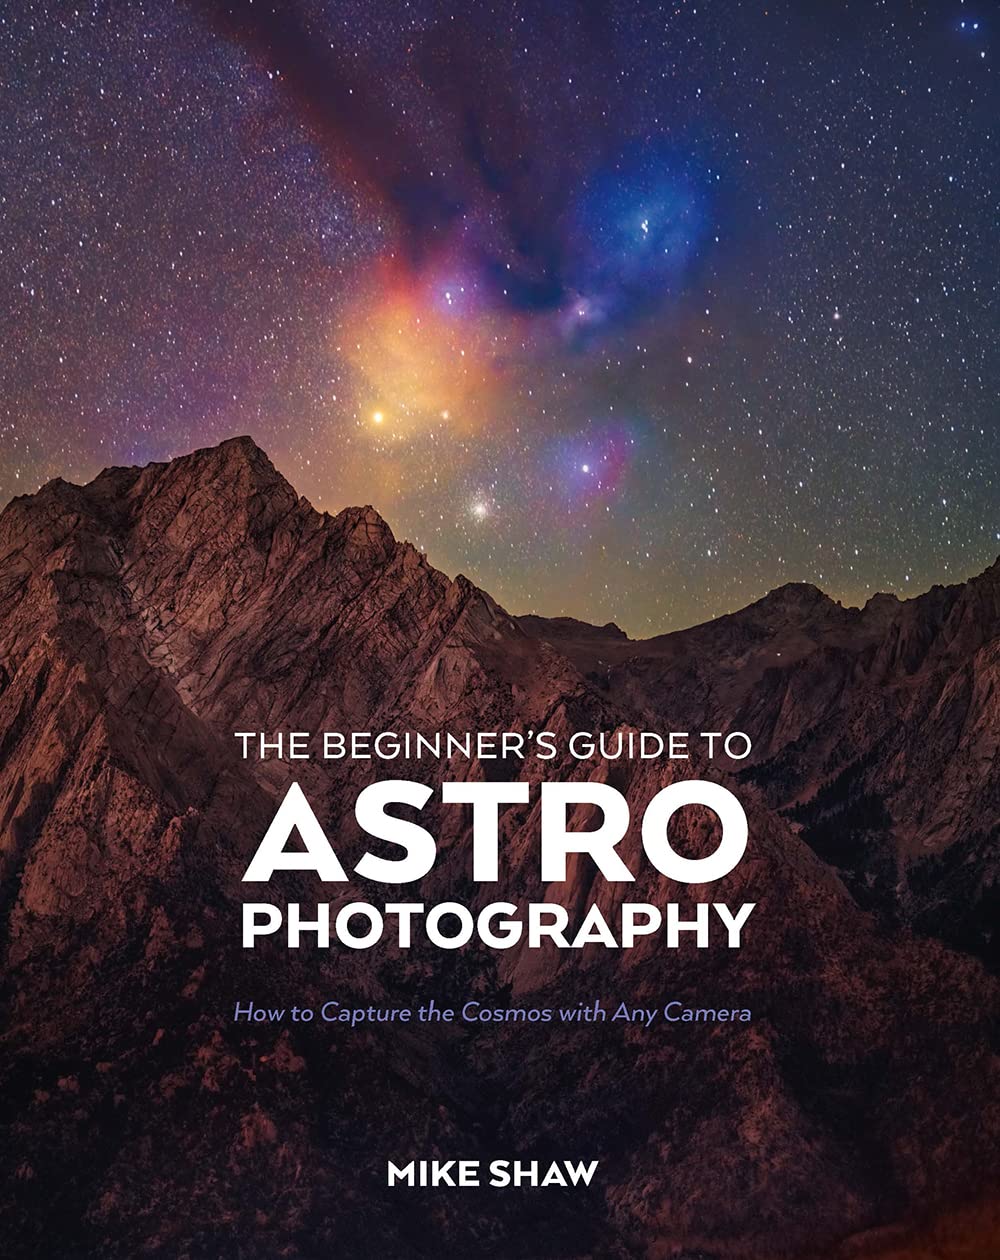 THE BEGINNER'S GUIDE TO
ASTRO
PHOTOGRAPHY
How to Capture the Cosmos with Any Camera
MIKE SHAW